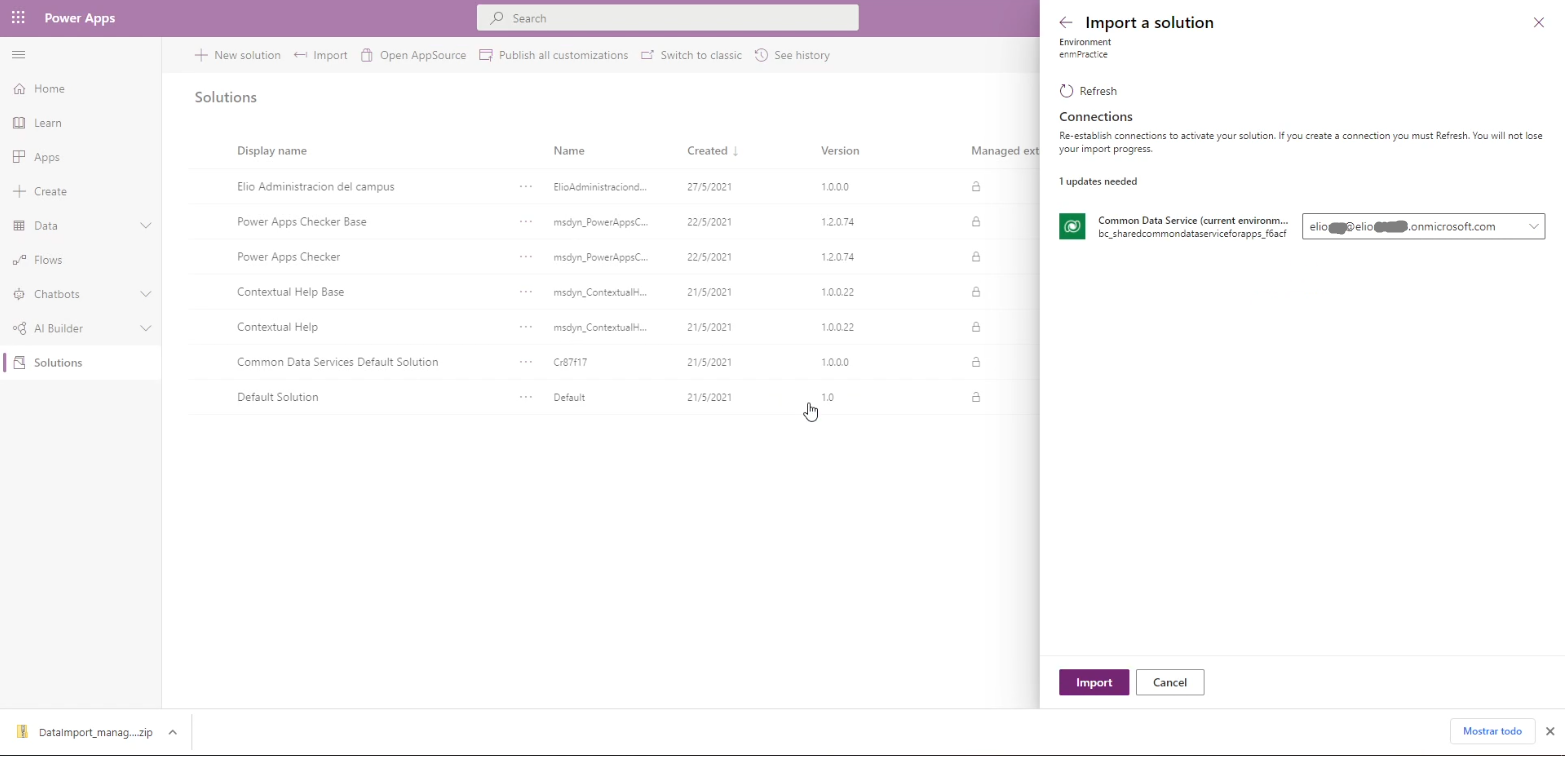 Power Apps
Search
New solution
Import
Open AppSource
Publish all customizations
Switch to classic
See history
Home
Learn
Apps
Create
Data
Flows
Chatbots
AI Builder
Solutions
Solutions
Display name Name Created ↓ Version Managed ext
Elio Administracion del campus ... ElioAdministraciond... 27/5/2021 1.0.0.0
Power Apps Checker Base ... msdyn_PowerAppsC... 22/5/2021 1.2.0.74
Power Apps Checker ... msdyn_PowerAppsC... 22/5/2021 1.2.0.74
Contextual Help Base ... msdyn_ContextualH... 21/5/2021 1.0.0.22
Contextual Help ... msdyn_ContextualH... 21/5/2021 1.0.0.22
Common Data Services Default Solution ... Cr87f17 21/5/2021 1.0.0.0
Default Solution ... Default 21/5/2021 1.0
Import a solution
Environment
enmPractice
Refresh
Connections
Re-establish connections to activate your solution. If you create a connection you must Refresh. You will not lose
your import progress.
1 updates needed
Common Data Service (current environm...
bc_sharedcommondataserviceforapps_f6acf
elio @elio .onmicrosoft.com
Import
Cancel
DataImport_manag....zip
Mostrar todo